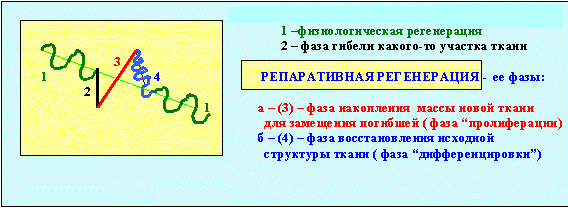 1
2
3
4
1
1 –физиологическая регенерация
2 – фаза гибели какого-то участка ткани
РЕПАРАТИВНАЯ РЕГЕНЕРАЦИЯ - ее фазы:
а – (3) – фаза накопления массы новой ткани
для замещения погибшей ( фаза “пролиферации)
б – (4) – фаза восстановления исходной
структуры ткани ( фаза “дифференцировки”)